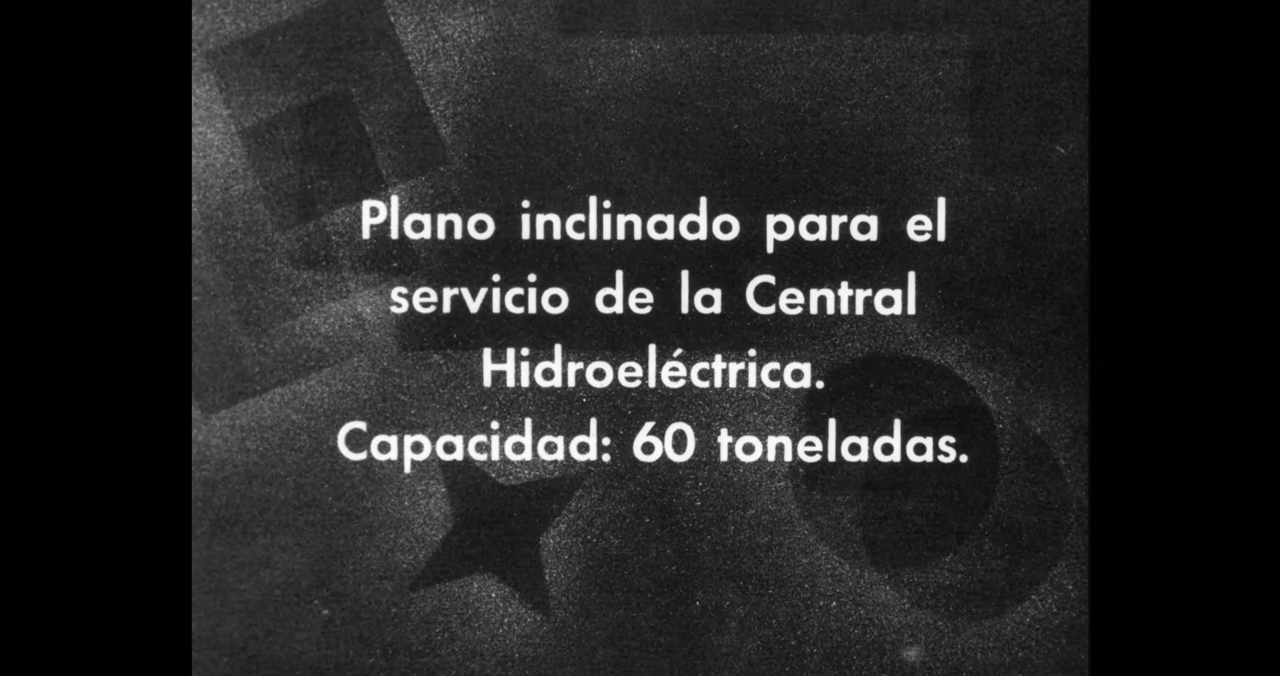 Plano inclinado para el
servicio de la Central
Hidroeléctrica.
Capacidad: 60 toneladas.